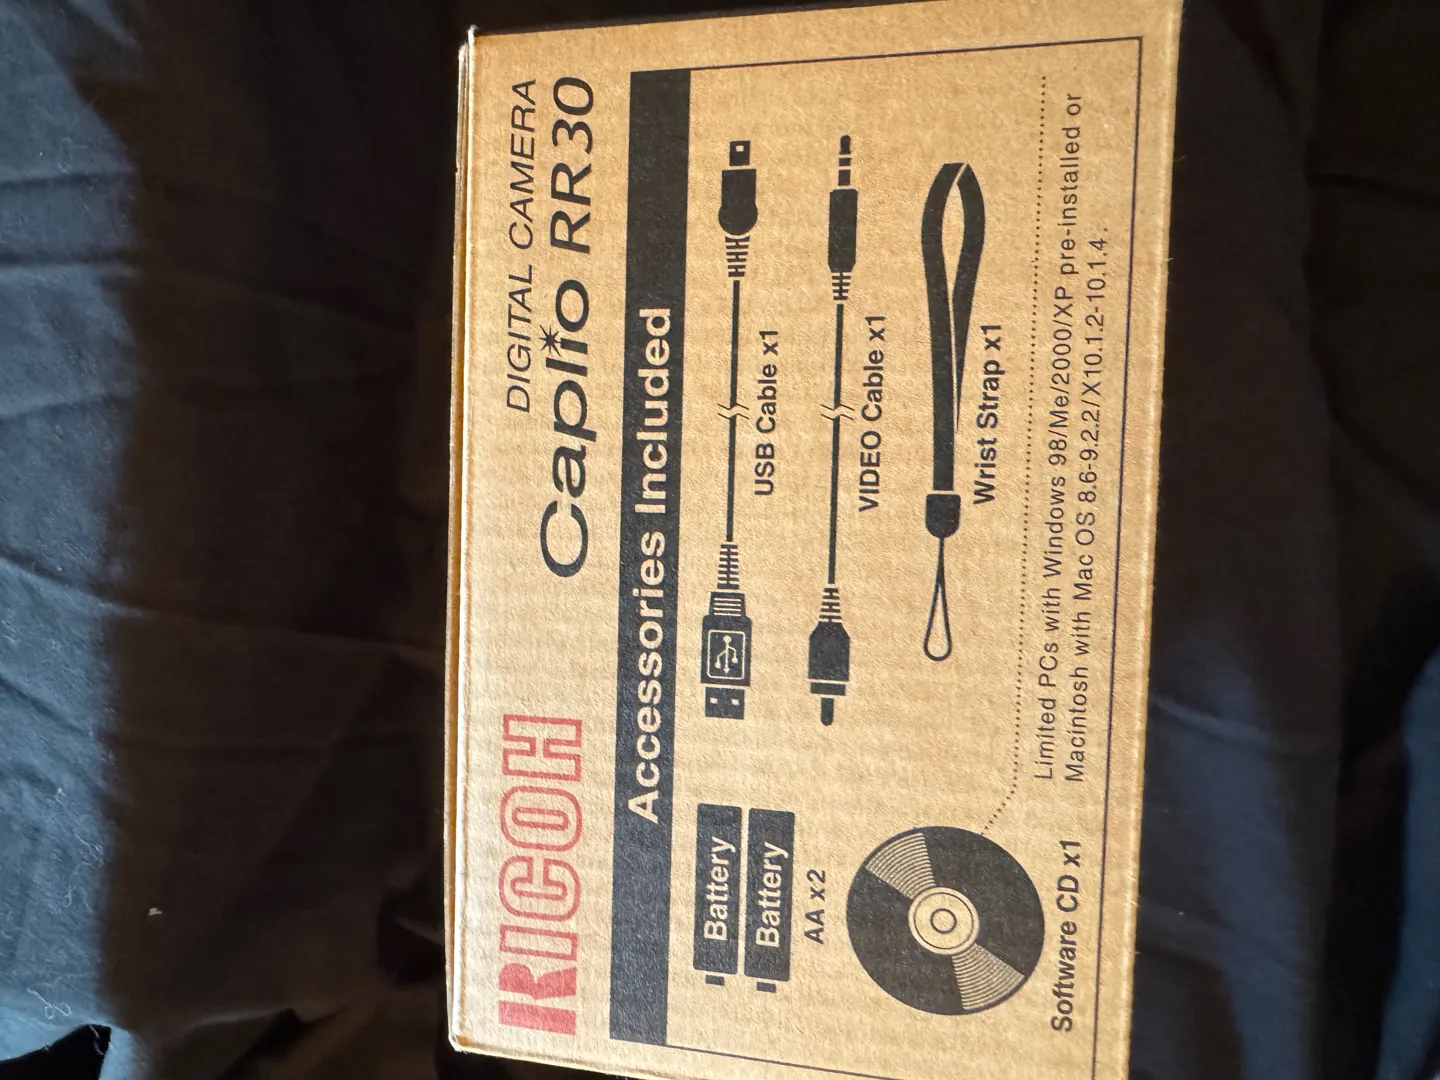 RICOH
DIGITAL CAMERA
Caplio RR30
Accessories Included
Battery
Battery
AA x2
USB Cable x1
VIDEO Cable x1
Wrist Strap x1
Software CD x1
Limited PCs with Windows 98/Me/2000/XP pre-installed or
Macintosh with Mac OS 8.6-9.2.2/X10.1.2-10.1.4.